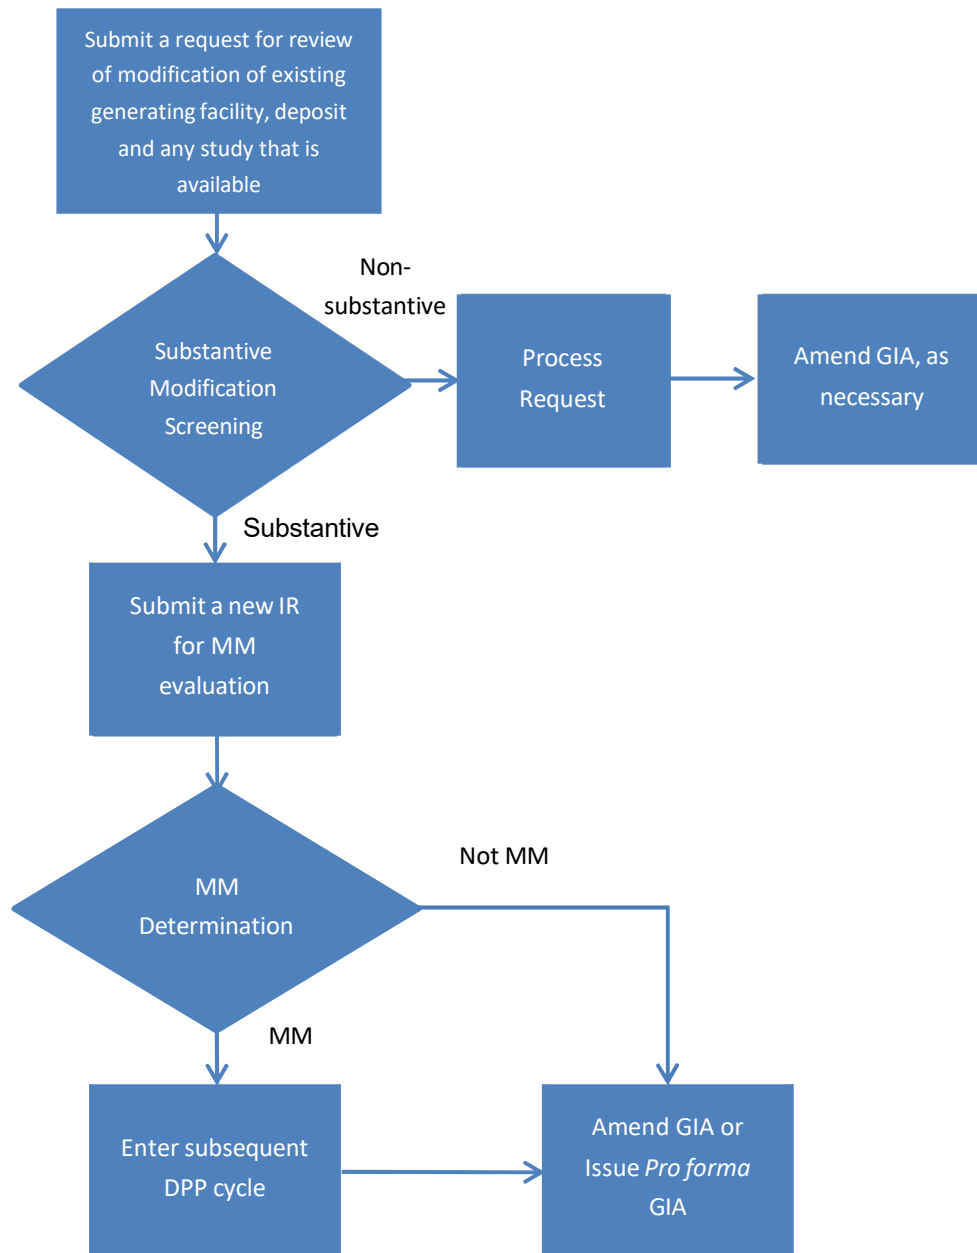 Submit a request for review
of modification of existing
generating facility, deposit
and any study that is
available
Non-
substantive
Substantive
Modification
Screening
Process
Request
Amend GIA, as
necessary
Substantive
Submit a new IR
for MM
evaluation
Not MM
MM
Determination
MM
Enter subsequent
DPP cycle
Amend GIA or
Issue Pro forma
GIA